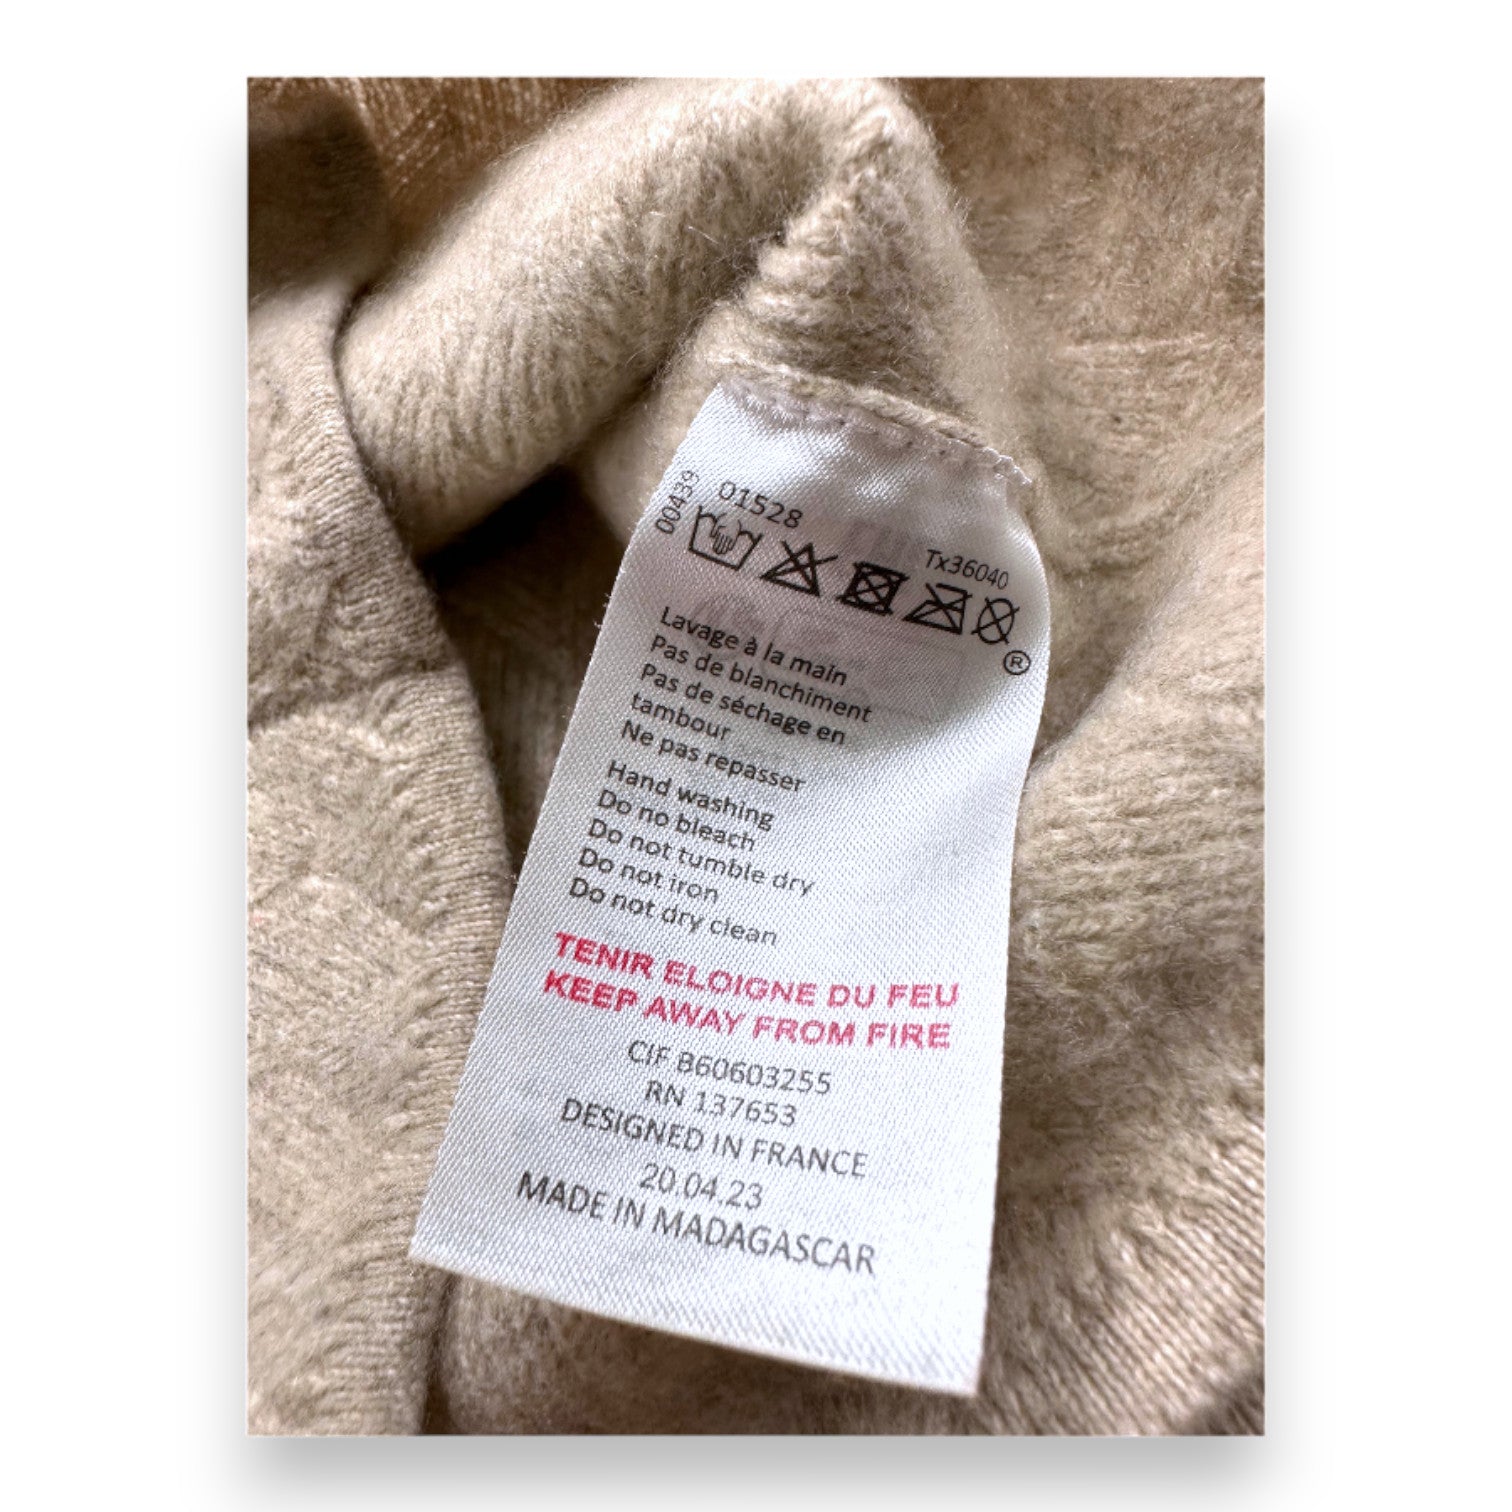 00439
01528
Tx36040
®
Lavage à la main
Pas de blanchiment
Pas de séchage en
tambour
Ne pas repasser
Hand washing
Do no bleach
Do not tumble dry
Do not iron
Do not dry clean
TENIR ELOIGNE DU FEU
KEEP AWAY FROM FIRE
CIF B60603255
RN 137653
DESIGNED IN FRANCE
20.04.23
MADE IN MADAGASCAR